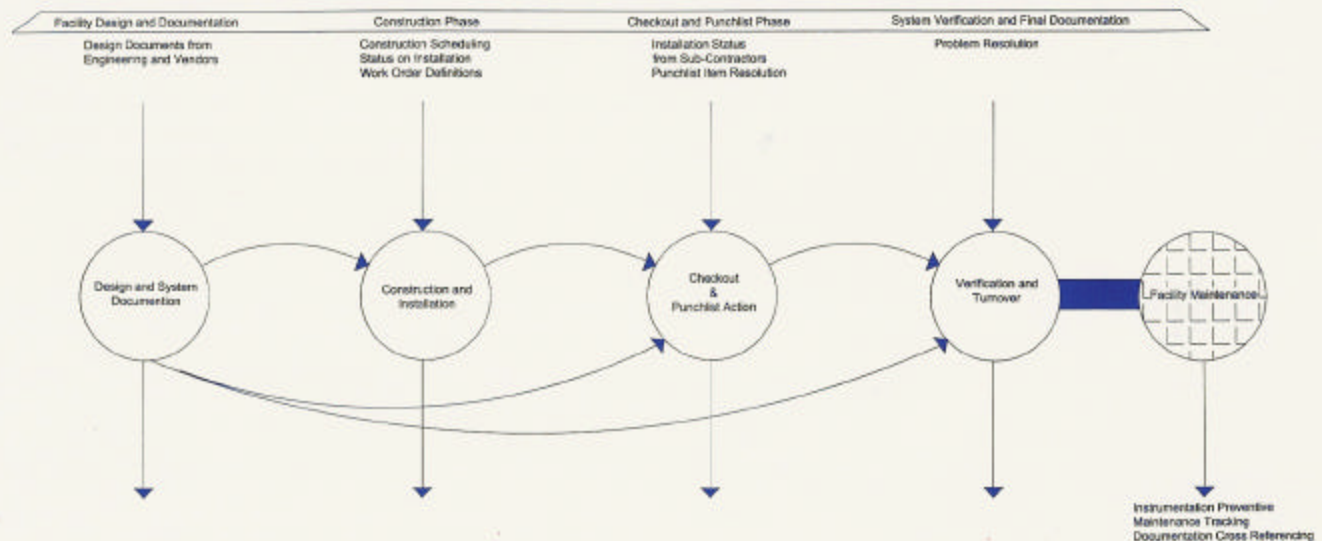 Facility Design and Documentation
Construction Phase
Checkout and Punchlist Phase
System Verification and Final Documentation
Design Documents from
Engineering and Vendors
Construction Scheduling
Status on Installation
Work Order Definitions
Installation Status
from Sub-Contractors
Punchlist Item Resolution
Problem Resolution
Design and System
Documention
Construction and
Installation
Checkout
&
Punchlist Action
Verification and
Turnover
Facility Maintenance
Instrumentation Preventive
Maintenance Tracking
Documentation Cross Referencing